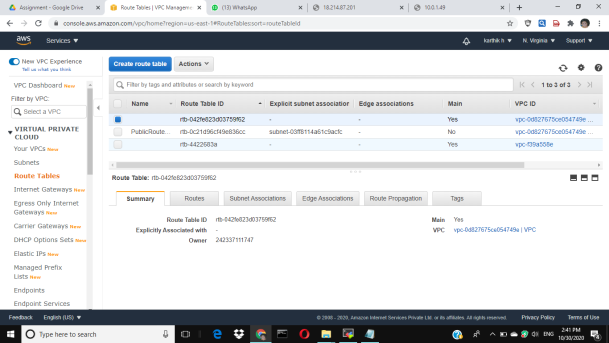 Assignment - Google Drive
Route Tables | VPC Managem
(13) WhatsApp
18.214.87.201
10.0.1.49
console.aws.amazon.com/vpc/home?region=us-east-1#RouteTables:sort=routeTableId
aws
Services
karthik h
N. Virginia
Support
New VPC Experience
Tell us what you think
VPC Dashboard New
Filter by VPC:
Select a VPC
VIRTUAL PRIVATE
CLOUD
Your VPCs New
Subnets
Route Tables
Internet Gateways New
Egress Only Internet
Gateways New
Carrier Gateways New
DHCP Options Sets New
Elastic IPs New
Managed Prefix
Lists New
Endpoints
Endpoint Services
Create route table
Actions
Filter by tags and attributes or search by keyword
1 to 3 of 3
Name Route Table ID Explicit subnet association Edge associations Main VPC ID
rtb-042fe823d03759f62 - - Yes vpc-0d827675ce054749e
PublicRoute... rtb-0c21d96cf49e836cc subnet-03ff8114a61c9acfc - No vpc-0d827675ce054749e
rtb-4422683a - - Yes vpc-f39a558e
Route Table: rtb-042fe823d03759f62
Summary Routes Subnet Associations Edge Associations Route Propagation Tags
Route Table ID rtb-042fe823d03759f62 Main Yes
Explicitly Associated with - VPC vpc-0d827675ce054749e | VPC
Owner 242337111747
Feedback English (US)
© 2008 - 2020, Amazon Internet Services Private Ltd. or its affiliates. All rights reserved. Privacy Policy Terms of Use
Type here to search
ENG
2:41 PM
10/30/2020